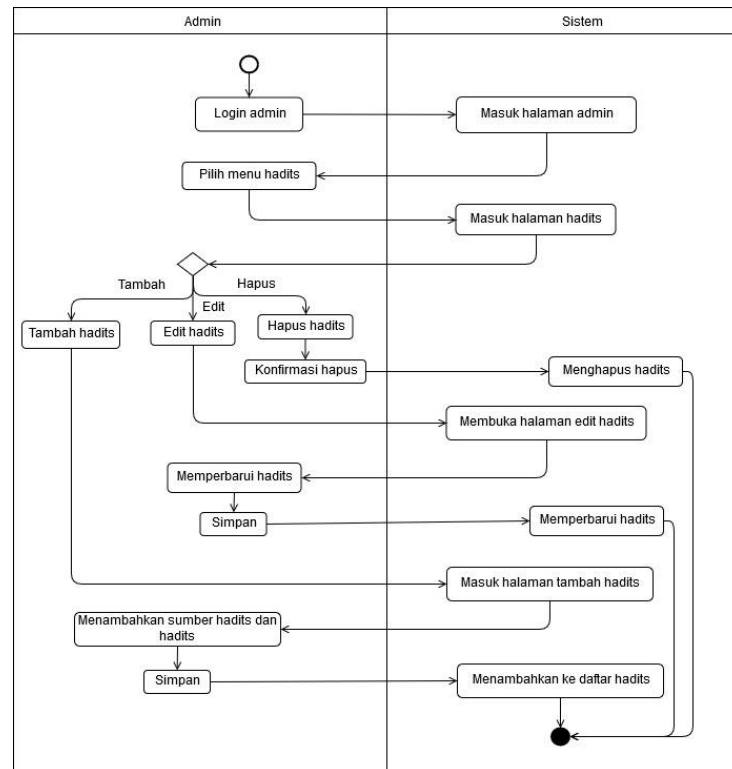 Admin
Sistem
Login admin
Masuk halaman admin
Pilih menu hadits
Masuk halaman hadits
Tambah
Hapus
Edit
Tambah hadits
Edit hadits
Hapus hadits
Konfirmasi hapus
Menghapus hadits
Membuka halaman edit hadits
Memperbarui hadits
Simpan
Memperbarui hadits
Masuk halaman tambah hadits
Menambahkan sumber hadits dan
hadits
Simpan
Menambahkan ke daftar hadits